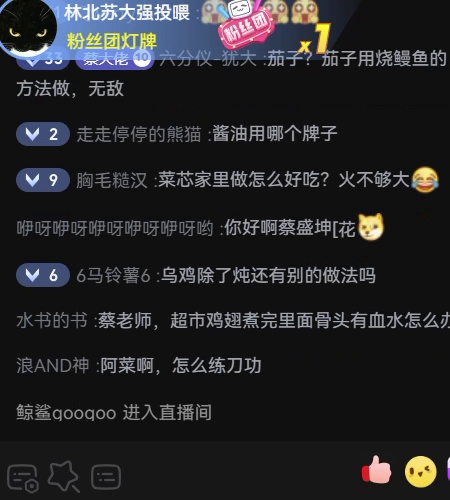 林北苏大强投喂
粉丝团灯牌
粉丝团
x1
33 蔡大佬 19 六分仪-犹大 :茄子？茄子用烧鳗鱼的
方法做，无敌
2 走走停停的熊猫 :酱油用哪个牌子
9 胸毛糙汉 :菜芯家里做怎么好吃？火不够大
咿呀咿呀咿呀咿呀咿呀哟 :你好啊蔡盛坤[花
6 6马铃薯6 :乌鸡除了炖还有别的做法吗
水书的书 :蔡老师，超市鸡翅煮完里面骨头有血水怎么办
浪AND神 :阿菜啊，怎么练刀功
鲸鲨goog​oo 进入直播间